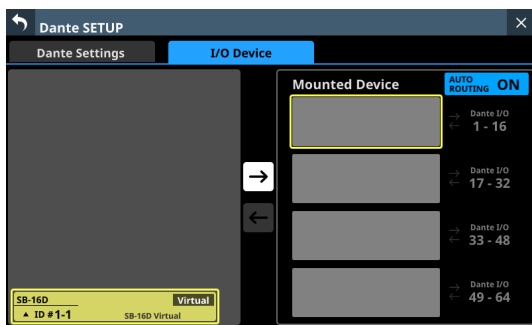 Dante SETUP
Dante Settings
I/O Device
Mounted Device
AUTO ROUTING ON
Dante I/O
1 - 16
Dante I/O
17 - 32
Dante I/O
33 - 48
Dante I/O
49 - 64
SB-16D
Virtual
ID #1-1
SB-16D Virtual